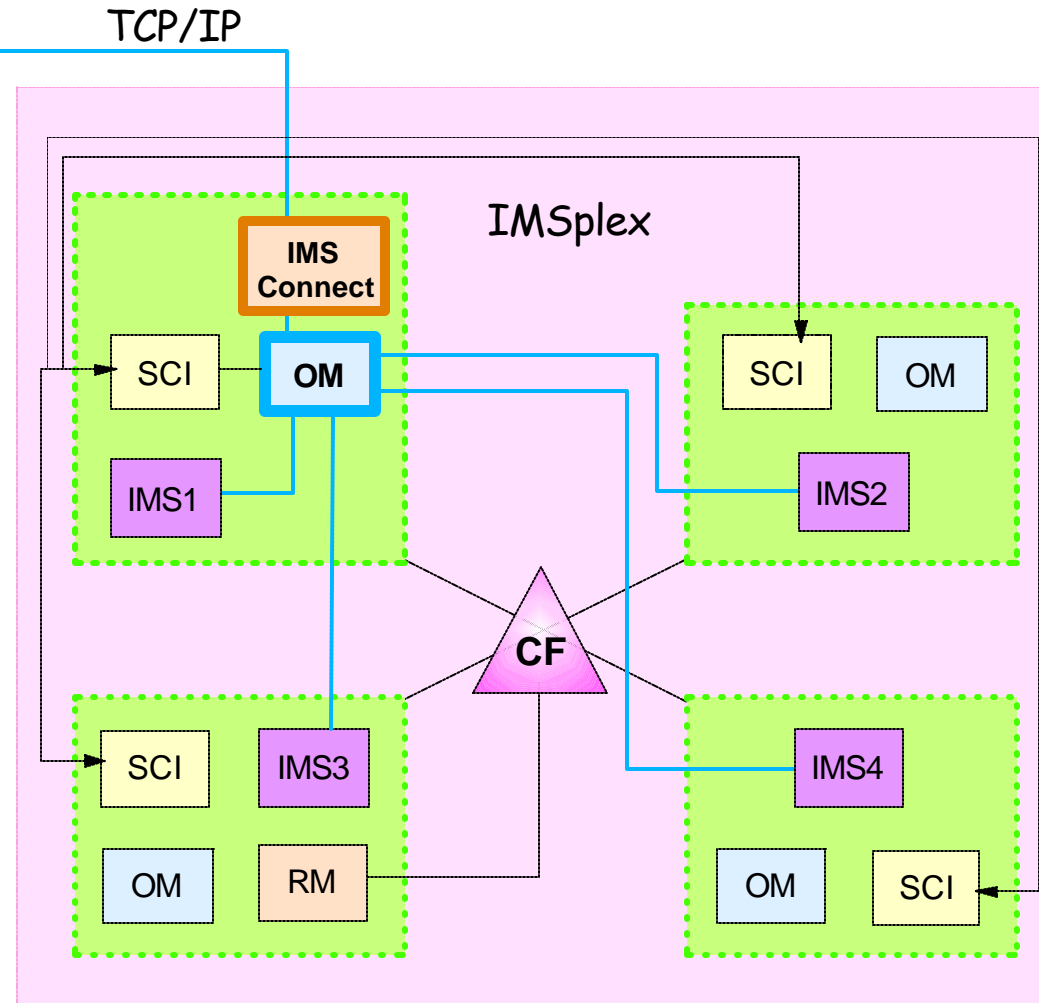 TCP/IP
IMSplex
IMS
Connect
SCI
OM
IMS1
SCI
OM
IMS2
CF
SCI
IMS3
OM
RM
IMS4
OM
SCI